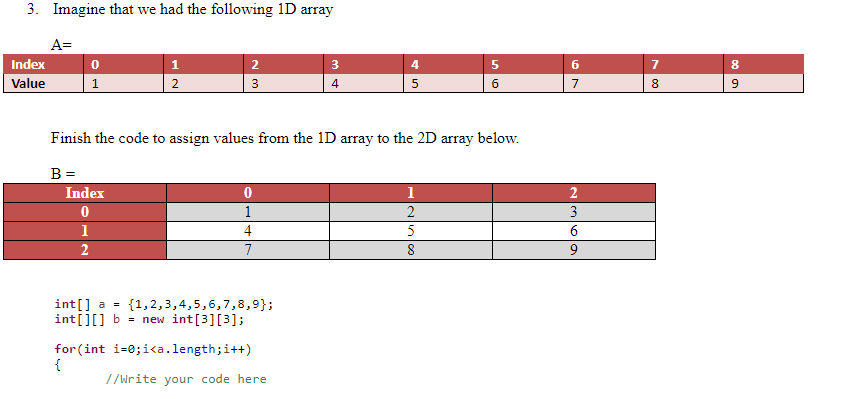 3. Imagine that we had the following 1D array
A=
Index 0 1 2 3 4 5 6 7 8
Value 1 2 3 4 5 6 7 8 9
Finish the code to assign values from the 1D array to the 2D array below.
B =
Index 0 1 2
0 1 2 3
1 4 5 6
2 7 8 9
int[] a = {1,2,3,4,5,6,7,8,9};
int[][] b = new int[3][3];
for(int i=0;i<a.length;i++)
{
//Write your code here